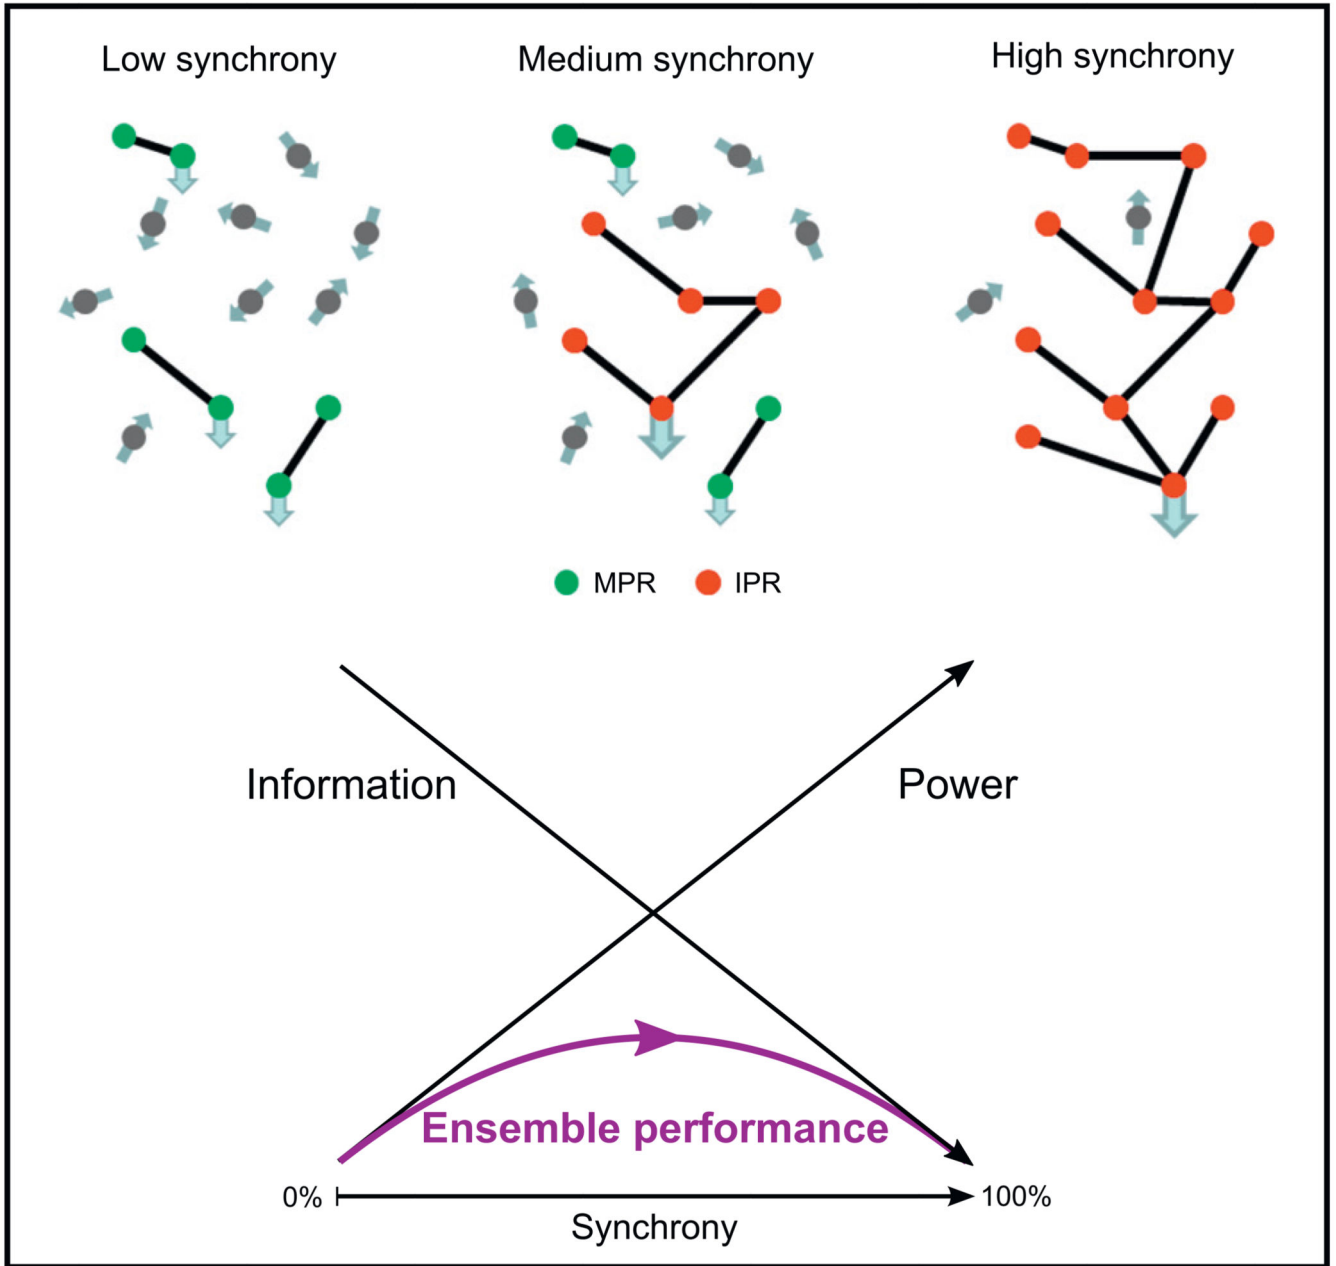 Low synchrony
Medium synchrony
High synchrony
MPR
IPR
Information
Power
Ensemble performance
0%
100%
Synchrony